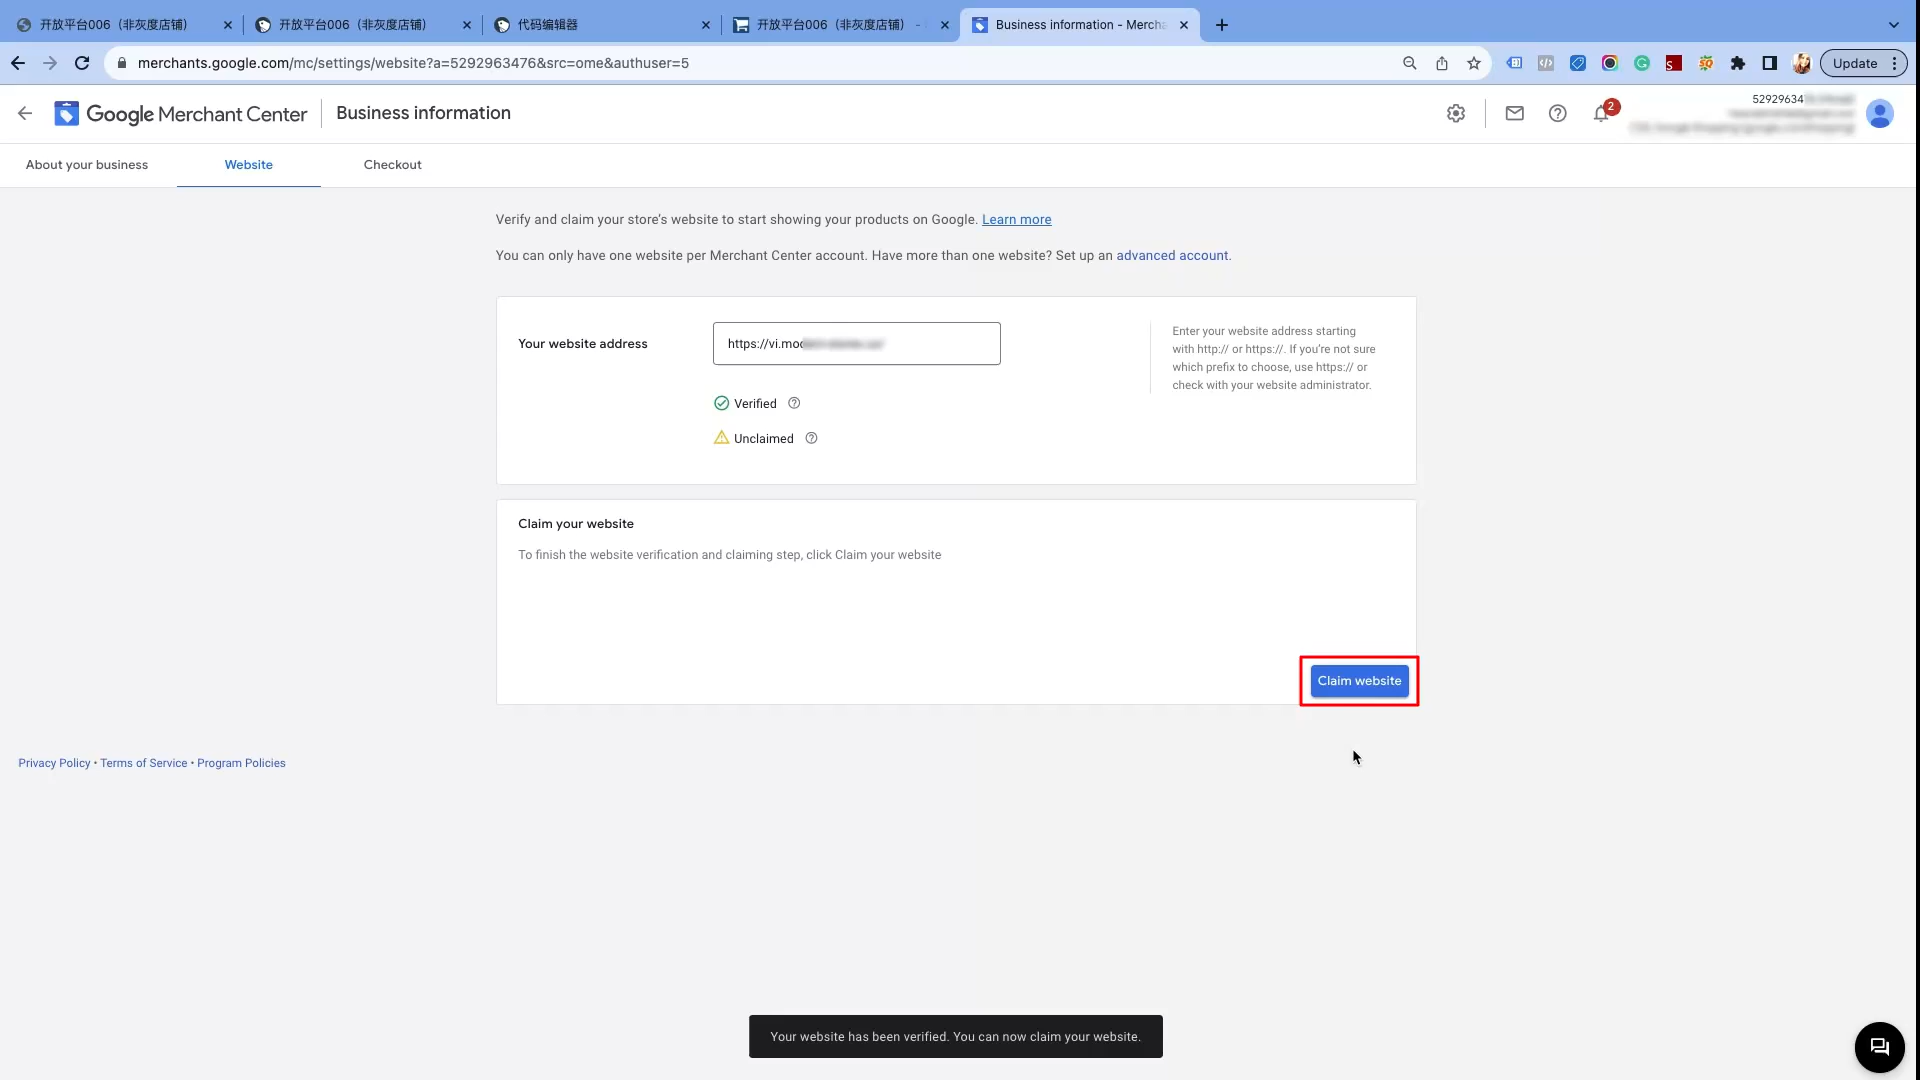 开放平台006（非灰度店铺）
开放平台006（非灰度店铺）
代码编辑器
开放平台006（非灰度店铺） -
Business information - Mercha
merchants.google.com/mc/settings/website?a=5292963476&src=ome&authuser=5
Update
Google Merchant Center
Business information
2
52929634
About your business
Website
Checkout
Verify and claim your store's website to start showing your products on Google. Learn more
You can only have one website per Merchant Center account. Have more than one website? Set up an advanced account.
Your website address
https://vi.mod
Enter your website address starting
with http:// or https://. If you're not sure
which prefix to choose, use https:// or
check with your website administrator.
Verified
Unclaimed
Claim your website
To finish the website verification and claiming step, click Claim your website
Claim website
Privacy Policy • Terms of Service • Program Policies
Your website has been verified. You can now claim your website.